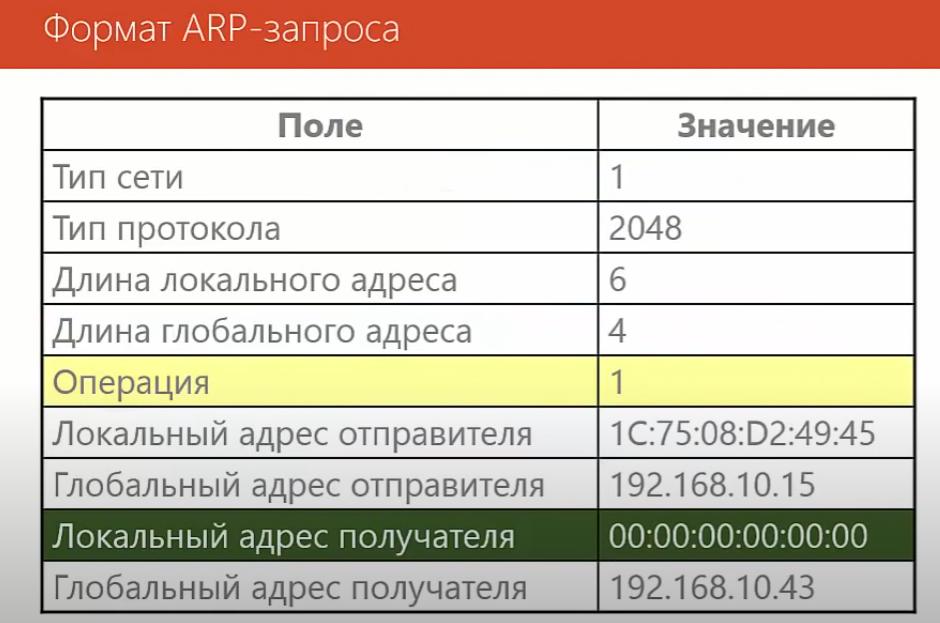 Формат ARP-запроса
Поле Значение
Тип сети 1
Тип протокола 2048
Длина локального адреса 6
Длина глобального адреса 4
Операция 1
Локальный адрес отправителя 1C:75:08:D2:49:45
Глобальный адрес отправителя 192.168.10.15
Локальный адрес получателя 00:00:00:00:00:00
Глобальный адрес получателя 192.168.10.43